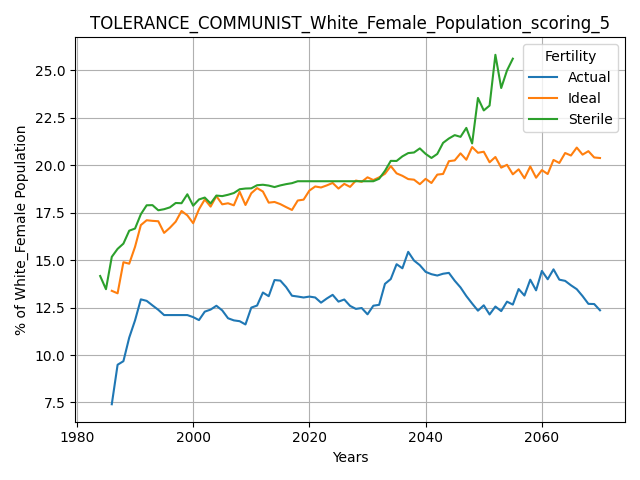 TOLERANCE_COMMUNIST_White_Female_Population_scoring_5
Fertility
Actual
Ideal
Sterile
% of White_Female Population
25.0
22.5
20.0
17.5
15.0
12.5
10.0
7.5
1980 2000 2020 2040 2060
Years